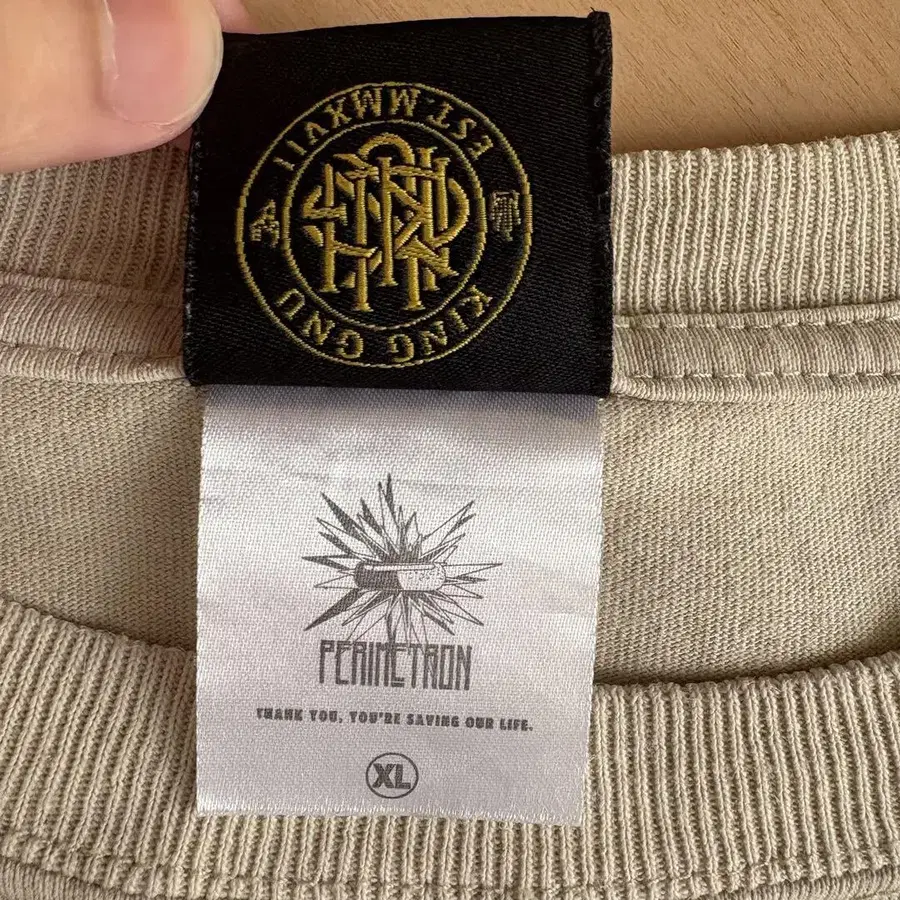 EST. MMXVII
KING GNU
PERIMETRON
THANK YOU, YOU'RE SAVING OUR LIFE.
XL